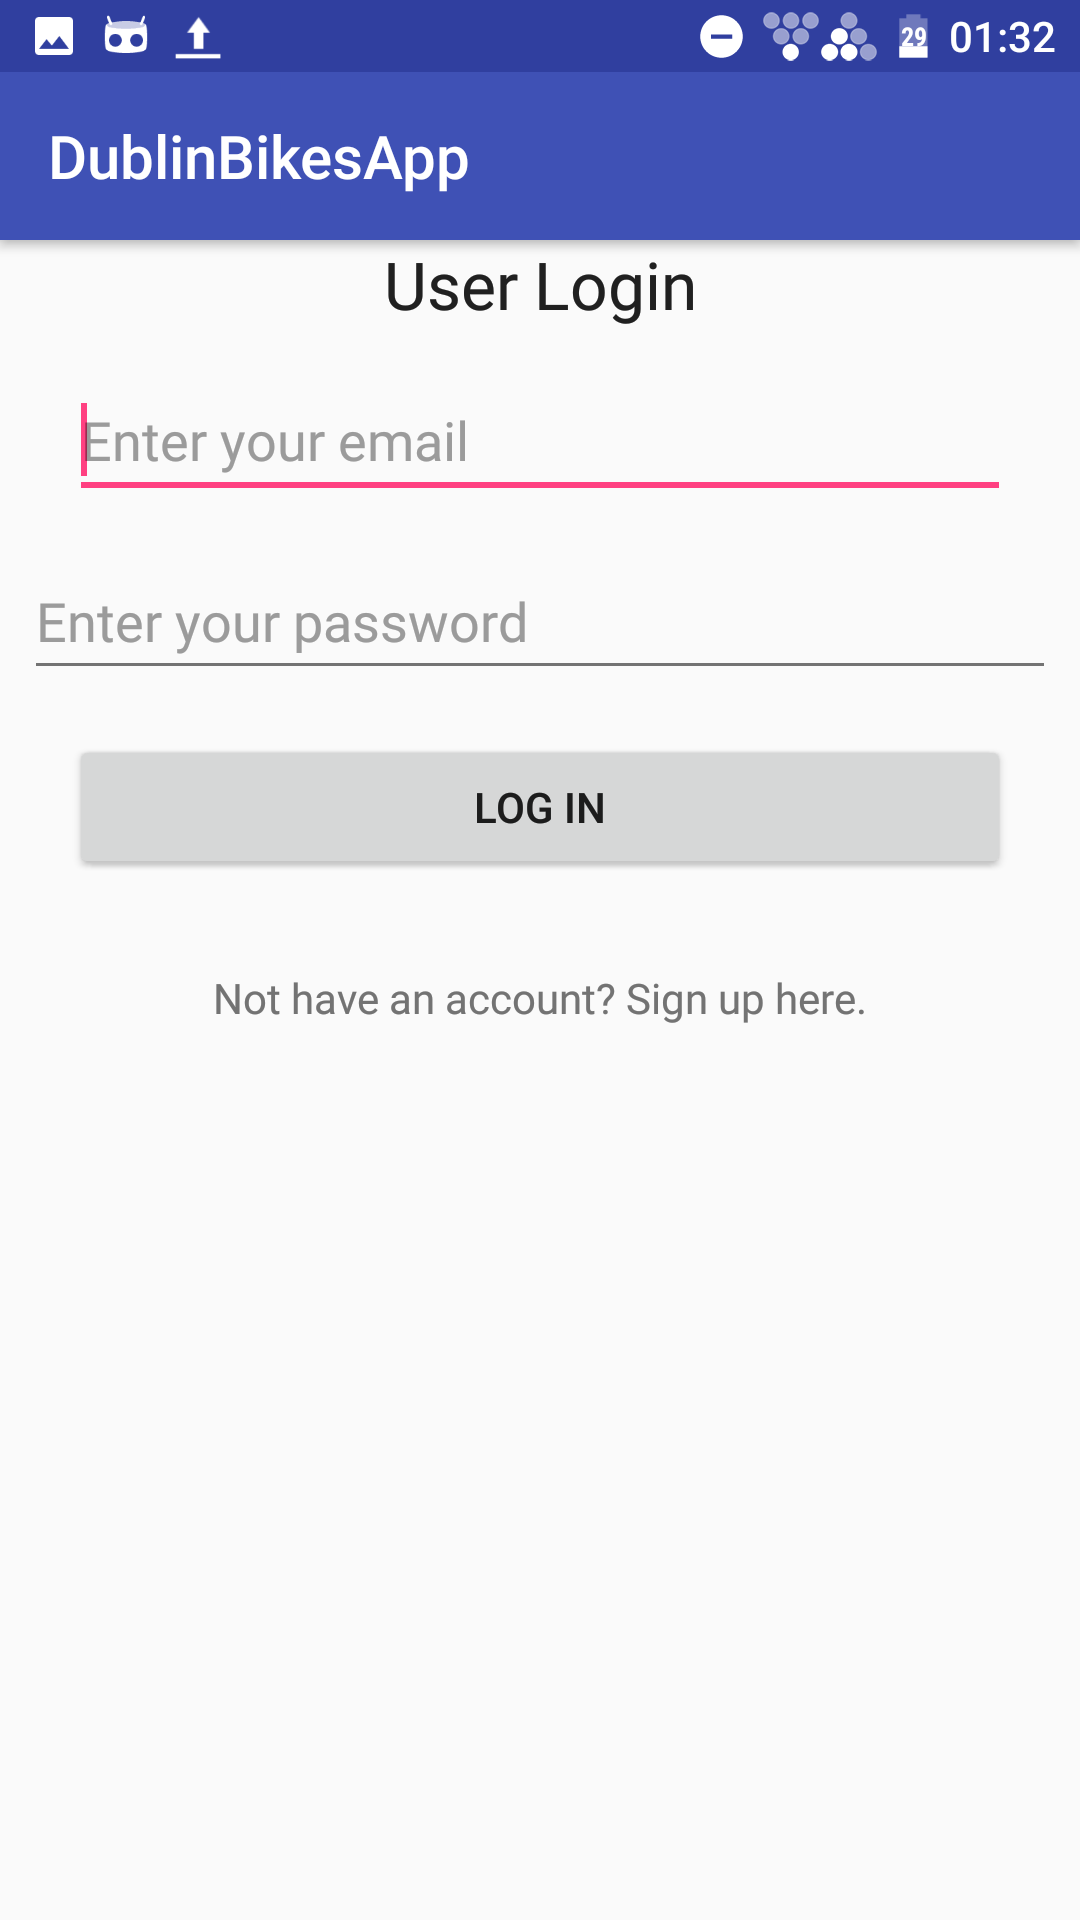 29 01:32
DublinBikesApp
User Login
Enter your email
Enter your password
LOG IN
Not have an account? Sign up here.